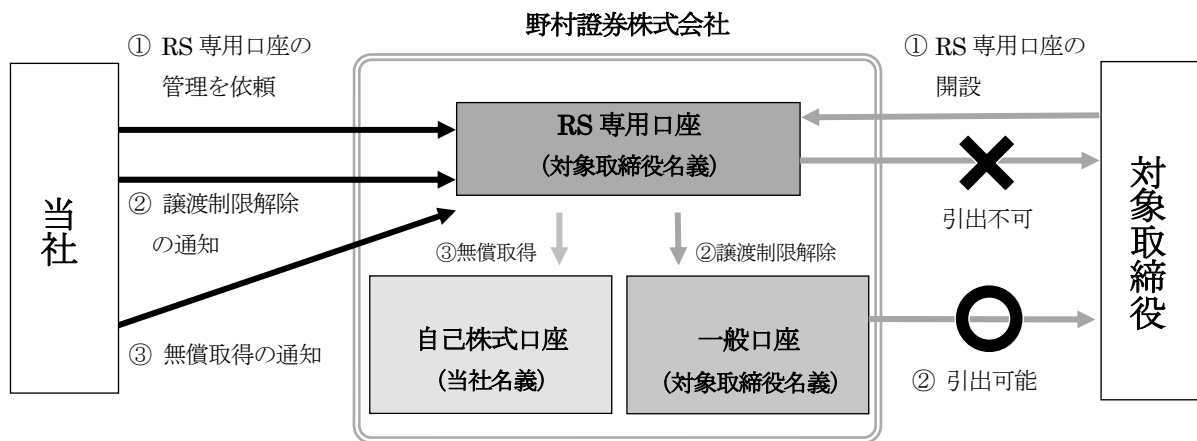 野村證券株式会社
① RS 専用口座の
管理を依頼
① RS 専用口座の
開設
RS 専用口座
(対象取締役名義)
当社
対象取締役
② 譲渡制限解除
の通知
引出不可
③無償取得
②譲渡制限解除
自己株式口座
(当社名義)
一般口座
(対象取締役名義)
③ 無償取得の通知
② 引出可能